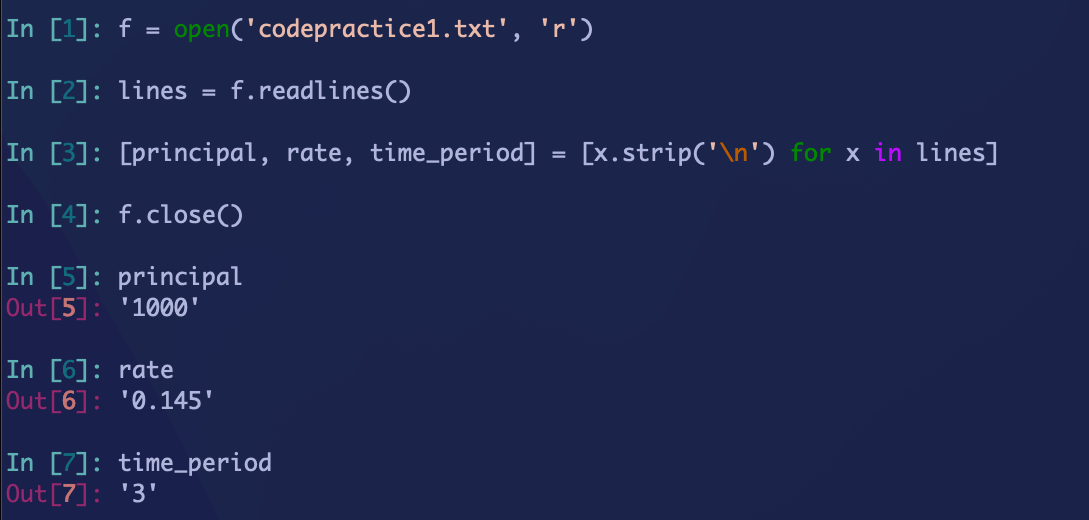 In [1]: f = open('codepractice1.txt', 'r')
In [2]: lines = f.readlines()
In [3]: [principal, rate, time_period] = [x.strip('\n') for x in lines]
In [4]: f.close()
In [5]: principal
Out[5]: '1000'
In [6]: rate
Out[6]: '0.145'
In [7]: time_period
Out[7]: '3'